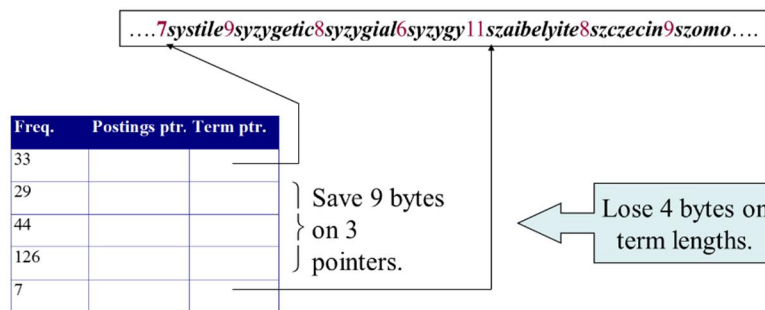 ....7systile9syzygetic8syzygial6syzygy11szaibelyite8szczecin9szomo....
Freq. Postings ptr. Term ptr.
33
29
44
126
7
Save 9 bytes
on 3
pointers.
Lose 4 bytes on
term lengths.